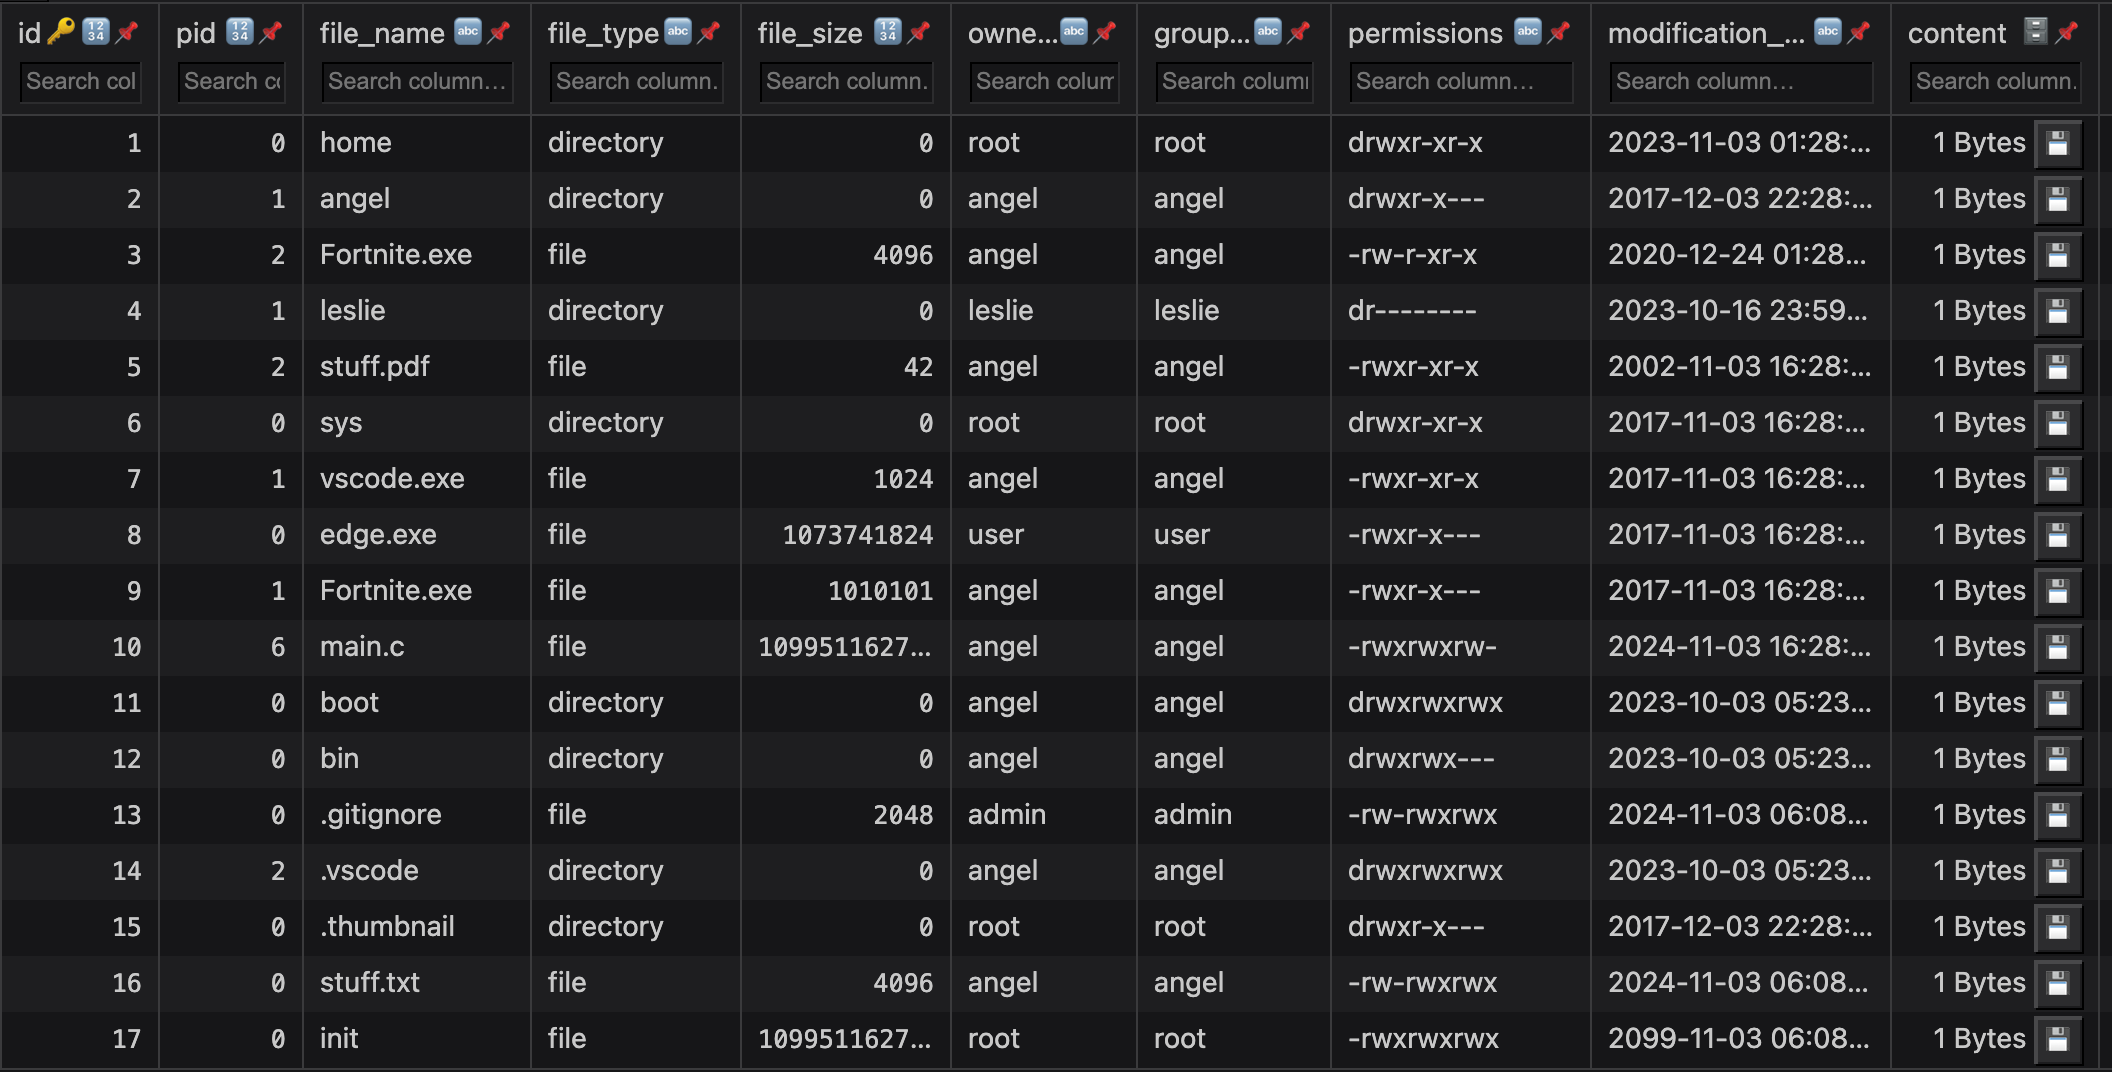 id pid file_name file_type file_size owne... group... permissions modification_... content
Search col Search co Search column... Search column. Search column. Search colum Search colum Search column... Search column... Search column.
1 0 home directory 0 root root drwxr-xr-x 2023-11-03 01:28:... 1 Bytes
2 1 angel directory 0 angel angel drwxr-x--- 2017-12-03 22:28:... 1 Bytes
3 2 Fortnite.exe file 4096 angel angel -rw-r-xr-x 2020-12-24 01:28... 1 Bytes
4 1 leslie directory 0 leslie leslie dr-------- 2023-10-16 23:59... 1 Bytes
5 2 stuff.pdf file 42 angel angel -rwxr-xr-x 2002-11-03 16:28:... 1 Bytes
6 0 sys directory 0 root root drwxr-xr-x 2017-11-03 16:28:... 1 Bytes
7 1 vscode.exe file 1024 angel angel -rwxr-xr-x 2017-11-03 16:28:... 1 Bytes
8 0 edge.exe file 1073741824 user user -rwxr-x--- 2017-11-03 16:28:... 1 Bytes
9 1 Fortnite.exe file 1010101 angel angel -rwxr-x--- 2017-11-03 16:28:... 1 Bytes
10 6 main.c file 1099511627... angel angel -rwxrwxrw- 2024-11-03 16:28:... 1 Bytes
11 0 boot directory 0 angel angel drwxrwxrwx 2023-10-03 05:23... 1 Bytes
12 0 bin directory 0 angel angel drwxrwx--- 2023-10-03 05:23... 1 Bytes
13 0 .gitignore file 2048 admin admin -rw-rwxrwx 2024-11-03 06:08... 1 Bytes
14 2 .vscode directory 0 angel angel drwxrwxrwx 2023-10-03 05:23... 1 Bytes
15 0 .thumbnail directory 0 root root drwxr-x--- 2017-12-03 22:28:... 1 Bytes
16 0 stuff.txt file 4096 angel angel -rw-rwxrwx 2024-11-03 06:08... 1 Bytes
17 0 init file 1099511627... root root -rwxrwxrwx 2099-11-03 06:08... 1 Bytes